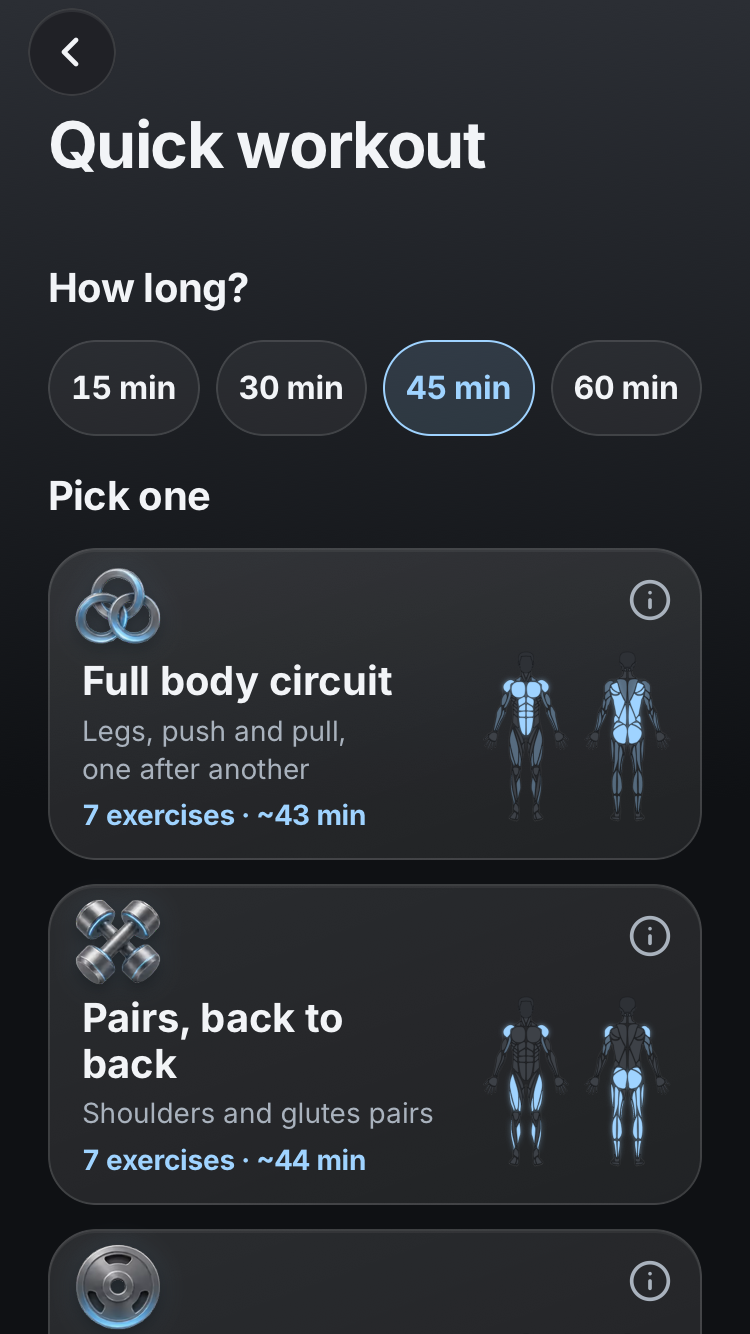 Quick workout
How long?
15 min
30 min
45 min
60 min
Pick one
Full body circuit
Legs, push and pull,
one after another
7 exercises · ~43 min
Pairs, back to
back
Shoulders and glutes pairs
7 exercises · ~44 min